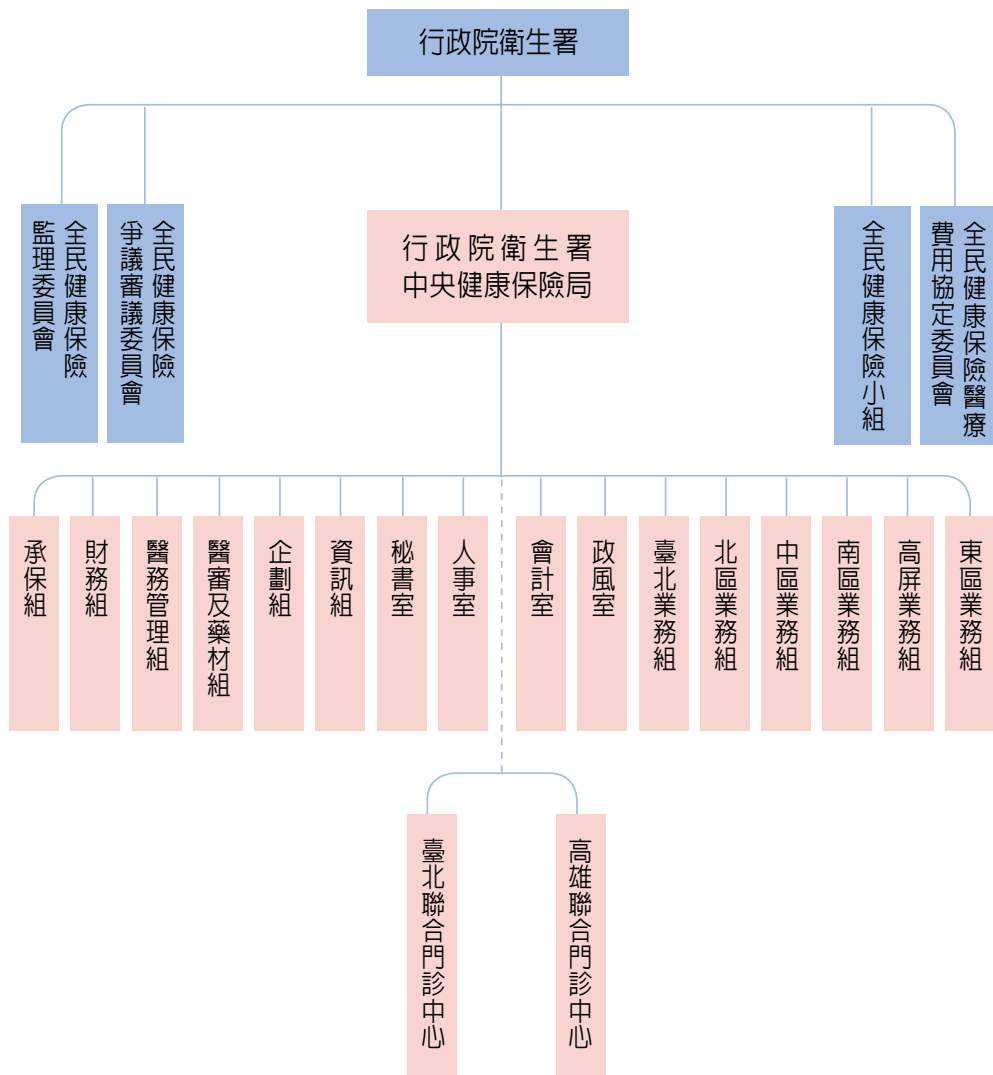 行政院衛生署
全民健康保險
監理委員會
全民健康保險
爭議審議委員會
行政院衛生署
中央健康保險局
全民健康保險小組
全民健康保險醫療
費用協定委員會
承保組
財務組
醫務管理組
醫審及藥材組
企劃組
資訊組
秘書室
人事室
會計室
政風室
臺北業務組
北區業務組
中區業務組
南區業務組
高屏業務組
東區業務組
臺北聯合門診中心
高雄聯合門診中心